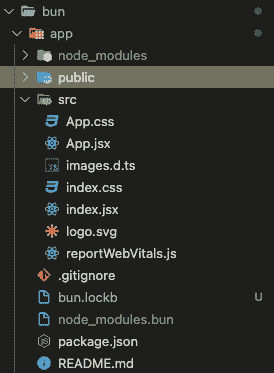 bun
app
node_modules
public
src
App.css
App.jsx
images.d.ts
index.css
index.jsx
logo.svg
reportWebVitals.js
.gitignore
bun.lockb U
node_modules.bun
package.json
README.md